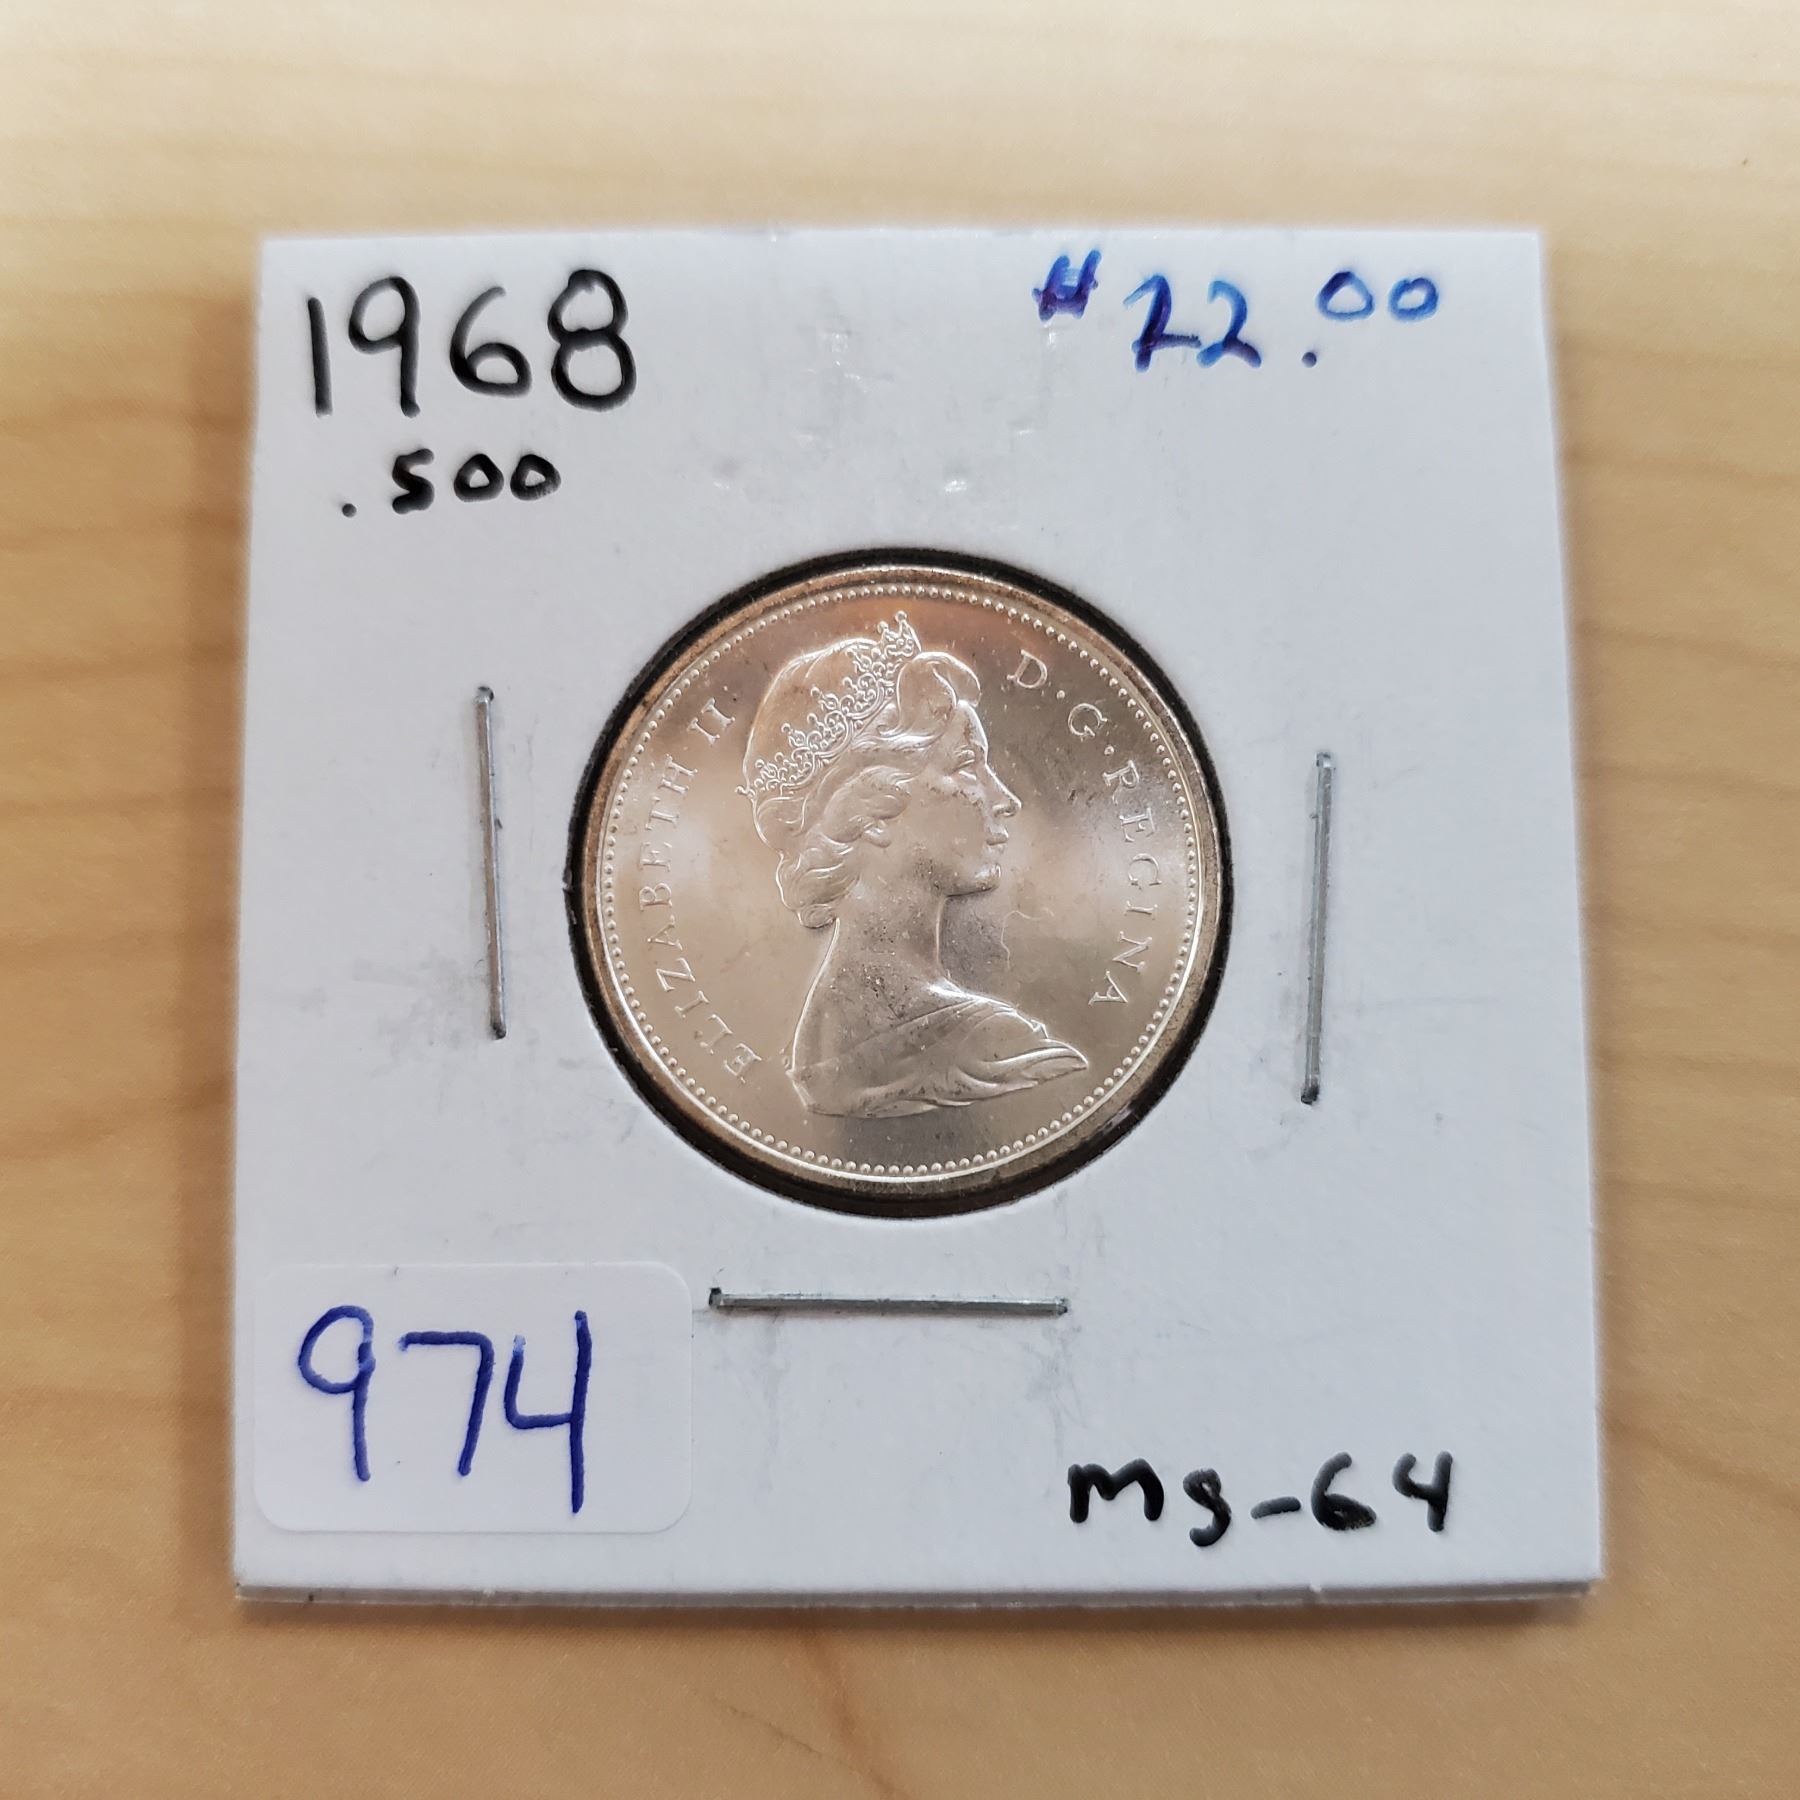 1968
$22.00
.500
ELIZABETH II D·G·REGINA
974
MS-64